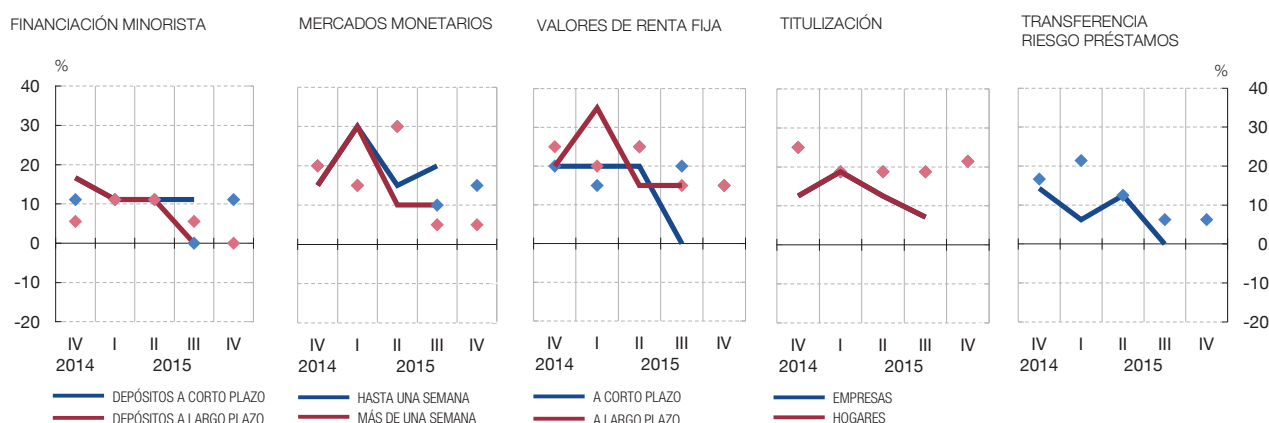 FINANCIACIÓN MINORISTA
MERCADOS MONETARIOS
VALORES DE RENTA FIJA
TITULIZACIÓN
TRANSFERENCIA
RIESGO PRÉSTAMOS
%
40
30
20
10
0
-10
-20
IV I II III IV
2014 2015
IV I II III IV
2014 2015
IV I II III IV
2014 2015
IV I II III IV
2014 2015
IV I II III IV
2014 2015
%
40
30
20
10
0
-10
-20
DEPÓSITOS A CORTO PLAZO
DEPÓSITOS A LARGO PLAZO
HASTA UNA SEMANA
MÁS DE UNA SEMANA
A CORTO PLAZO
A LARGO PLAZO
EMPRESAS
HOGARES